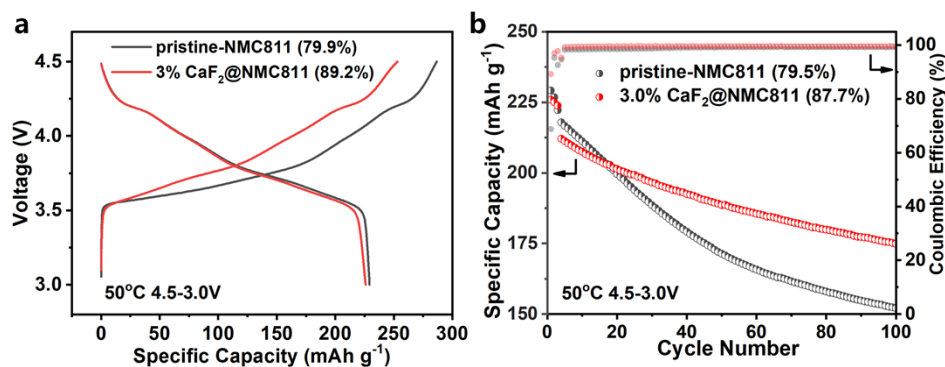 a
pristine-NMC811 (79.9%)
3% CaF₂@NMC811 (89.2%)
4.5
4.0
3.5
3.0
Voltage (V)
50°C 4.5-3.0V
0 50 100 150 200 250 300
Specific Capacity (mAh g⁻¹)
b
250
225
200
175
150
Specific Capacity (mAh g⁻¹)
pristine-NMC811 (79.5%)
3.0% CaF₂@NMC811 (87.7%)
50°C 4.5-3.0V
0 20 40 60 80 100
Cycle Number
100
80
60
40
20
0
Coulombic Efficiency (%)